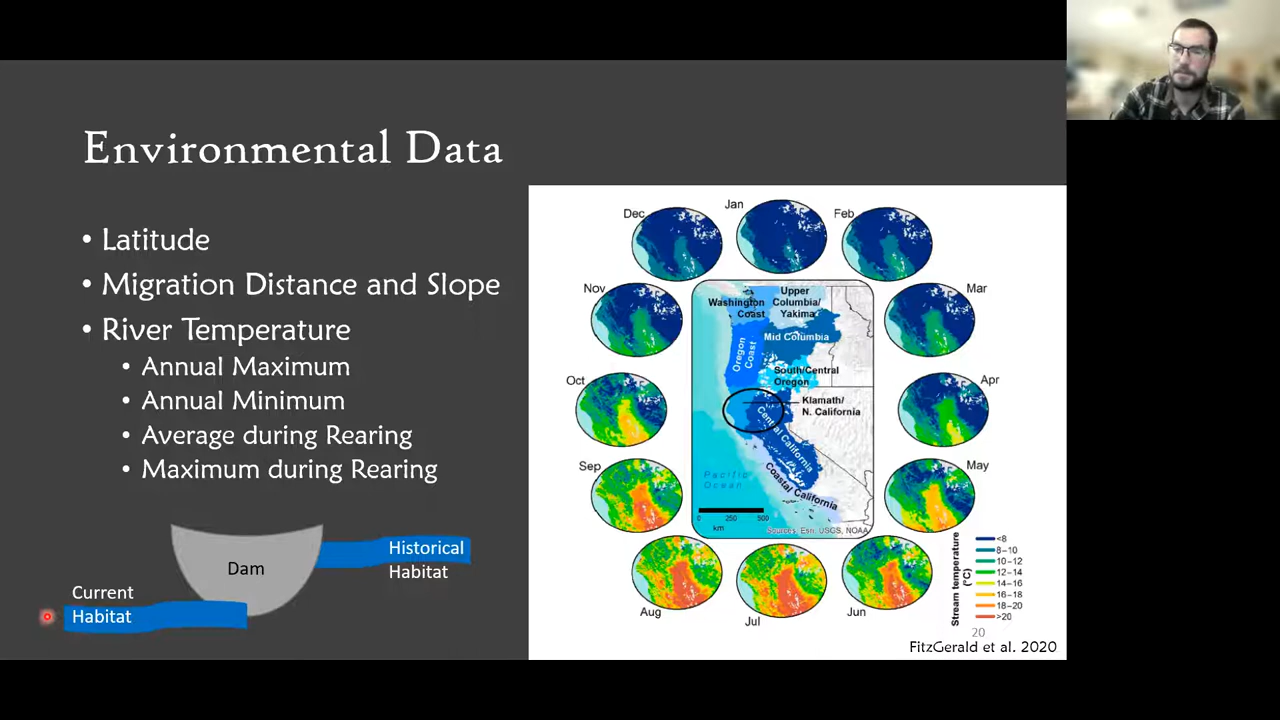 Environmental Data
• Latitude
• Migration Distance and Slope
• River Temperature
• Annual Maximum
• Annual Minimum
• Average during Rearing
• Maximum during Rearing
Dam
Historical
Habitat
Current
Habitat
Dec
Jan
Feb
Nov
Mar
Oct
Apr
Sep
May
Aug
Jul
Jun
Washington
Coast
Upper
Columbia/
Yakima
Oregon
Coast
Mid Columbia
South/Central
Oregon
Klamath/
N. California
Central California
Coastal California
Pacific
Ocean
0 250 500
km
Sources: Esri, USGS, NOAA
Stream temperature
(°C)
<8
8–10
10–12
12–14
14–16
16–18
18–20
>20
20
FitzGerald et al. 2020